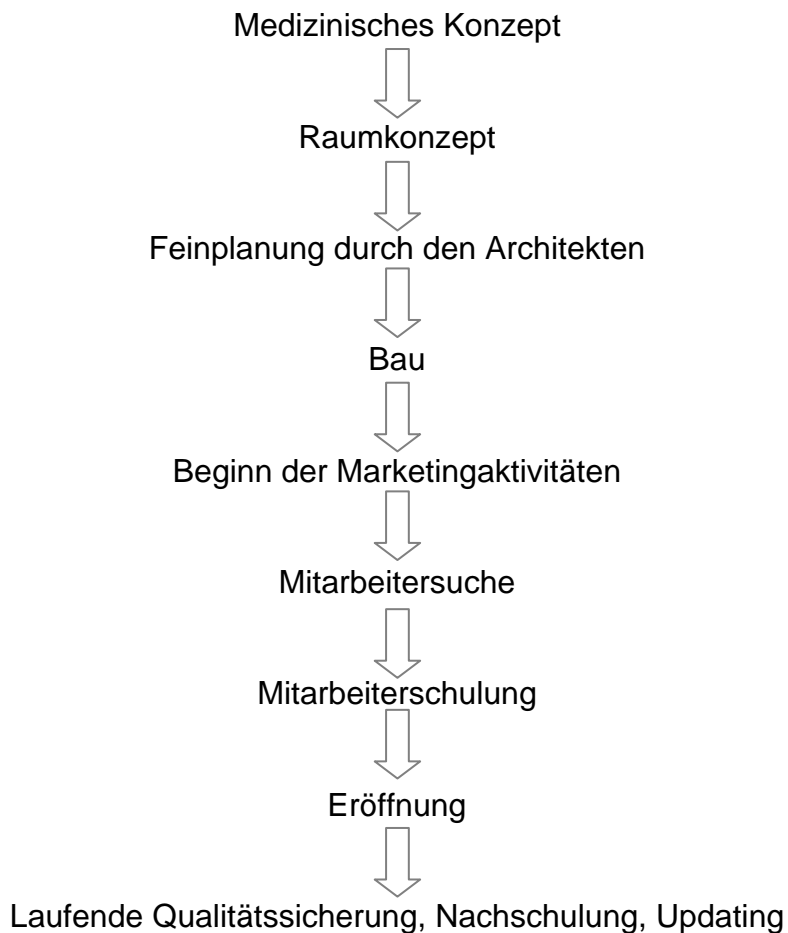 Medizinisches Konzept
Raumkonzept
Feinplanung durch den Architekten
Bau
Beginn der Marketingaktivitäten
Mitarbeitersuche
Mitarbeiterschulung
Eröffnung
Laufende Qualitätssicherung, Nachschulung, Updating